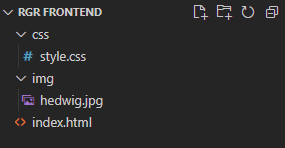 RGR FRONTEND
css
# style.css
img
hedwig.jpg
<> index.html